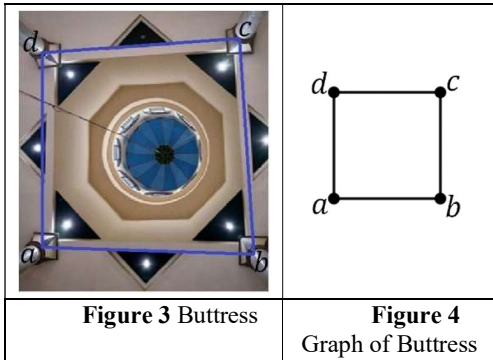 d c
a b
d c
a b
Figure 3 Buttress
Figure 4
Graph of Buttress